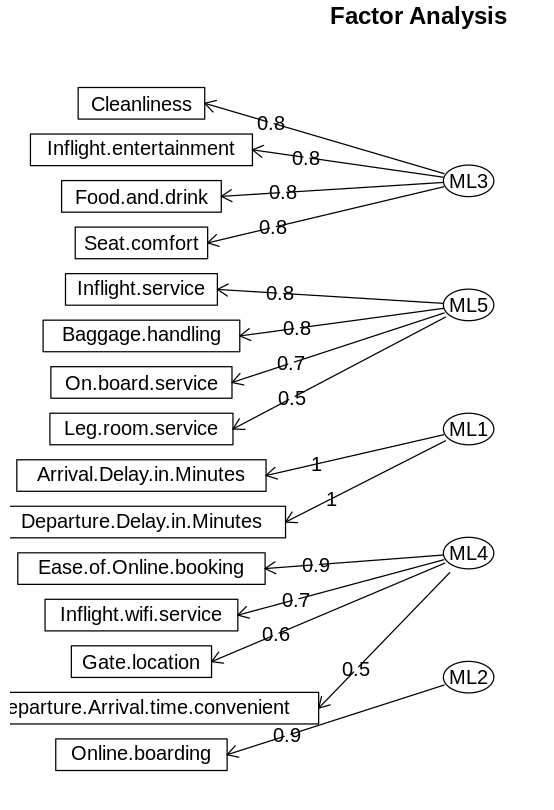 Factor Analysis
Cleanliness
0.8
Inflight.entertainment
0.8
ML3
Food.and.drink
0.8
Seat.comfort
0.8
Inflight.service
0.8
ML5
Baggage.handling
0.8
On.board.service
0.7
Leg.room.service
0.5
ML1
Arrival.Delay.in.Minutes
1
Departure.Delay.in.Minutes
1
ML4
Ease.of.Online.booking
0.9
Inflight.wifi.service
0.7
Gate.location
0.6
0.5
ML2
eparture.Arrival.time.convenient
Online.boarding
0.9